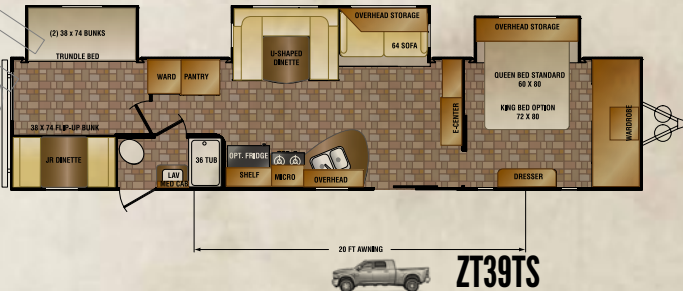 (2) 38 x 74 BUNKS
TRUNDLE BED
38 X 74 FLIP-UP BUNK
JR DINETTE
WARD
PANTRY
LAV
MED CAB
36 TUB
U-SHAPED
DINETTE
OVERHEAD STORAGE
64 SOFA
OPT. FRIDGE
SHELF
MICRO
OVERHEAD
E-CENTER
OVERHEAD STORAGE
QUEEN BED STANDARD
60 X 80
KING BED OPTION
72 X 80
DRESSER
WARDROBE
20 FT AWNING
ZT39TS